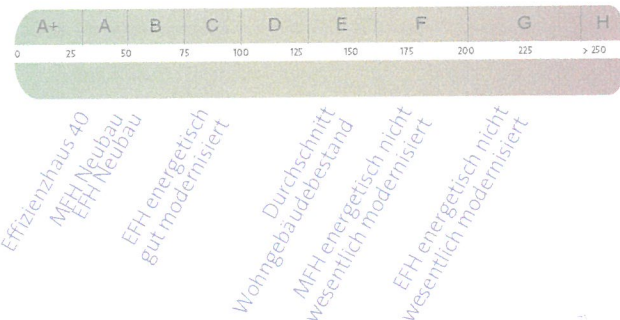 A+ A B C D E F G H
0 25 50 75 100 125 150 175 200 225 > 250
Effizienzhaus 40
MFH Neubau
EFH Neubau
EFH energetisch
gut modernisiert
Durchschnitt
Wohngebäudebestand
MFH energetisch nicht
wesentlich modernisiert
EFH energetisch nicht
wesentlich modernisiert